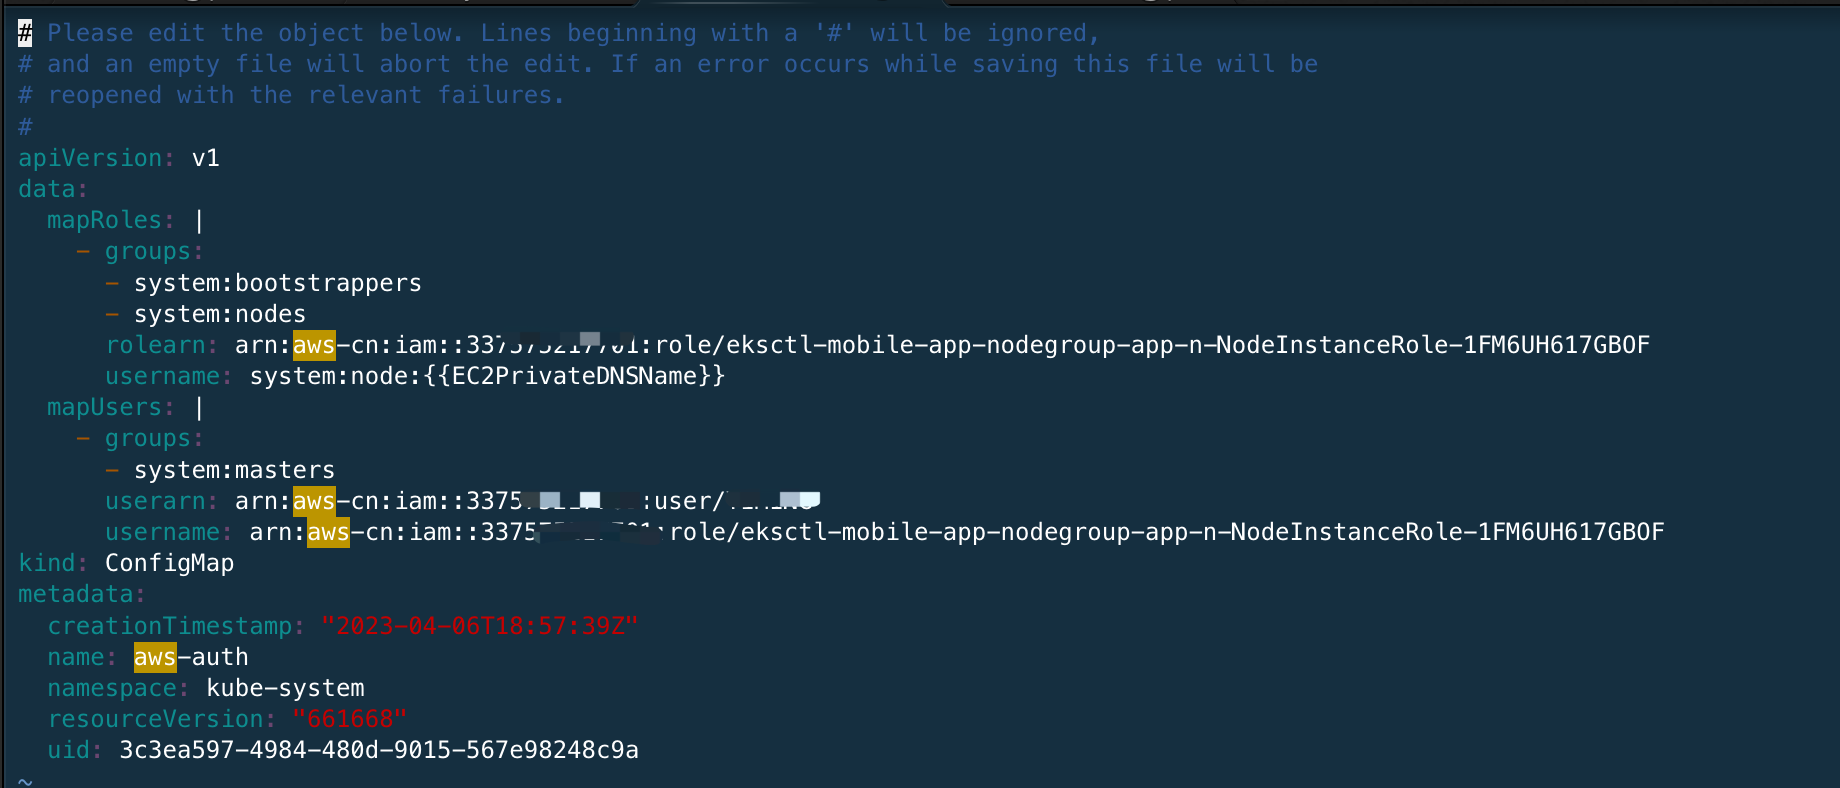 # Please edit the object below. Lines beginning with a '#' will be ignored,
# and an empty file will abort the edit. If an error occurs while saving this file will be
# reopened with the relevant failures.
#
apiVersion: v1
data:
  mapRoles: |
    - groups:
      - system:bootstrappers
      - system:nodes
      rolearn: arn:aws-cn:iam:::role/eksctl-mobile-app-nodegroup-app-n-NodeInstanceRole-1FM6UH617GBOF
      username: system:node:{{EC2PrivateDNSName}}
  mapUsers: |
    - groups:
      - system:masters
      userarn: arn:aws-cn:iam::3375:user/
      username: arn:aws-cn:iam::3375:role/eksctl-mobile-app-nodegroup-app-n-NodeInstanceRole-1FM6UH617GBOF
kind: ConfigMap
metadata:
  creationTimestamp: "2023-04-06T18:57:39Z"
  name: aws-auth
  namespace: kube-system
  resourceVersion: "661668"
  uid: 3c3ea597-4984-480d-9015-567e98248c9a
~